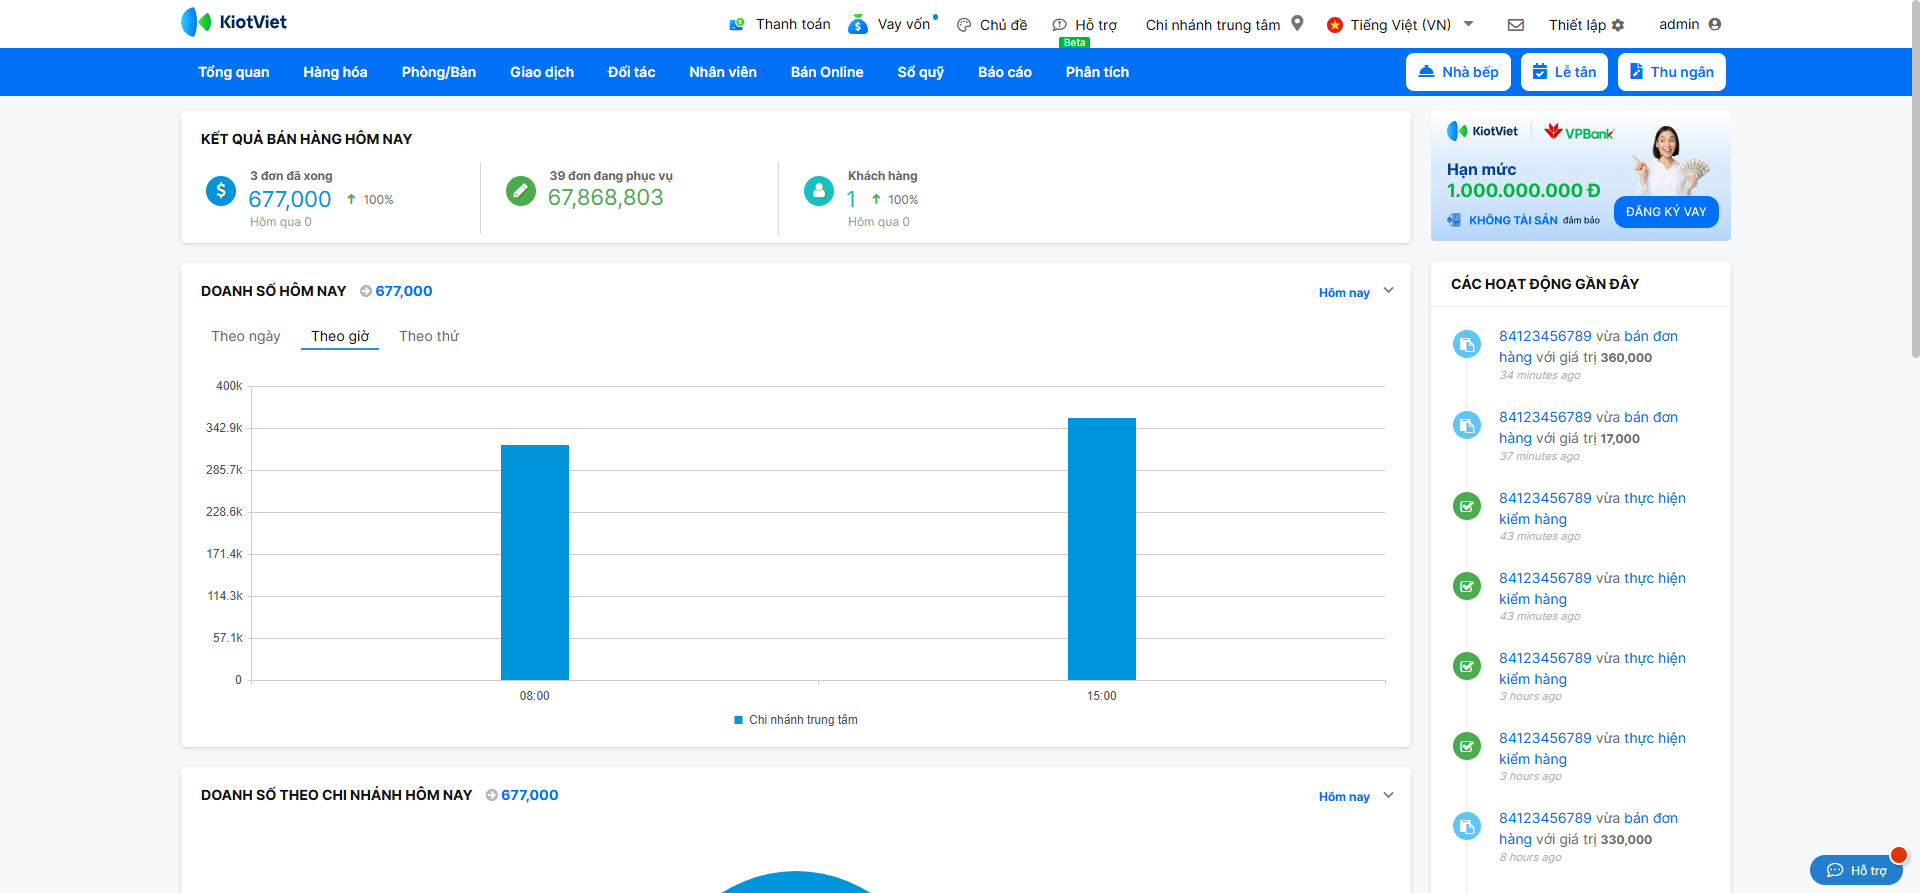 KiotViet
Thanh toán
Vay vốn
Chủ đề
Hỗ trợ
Beta
Chi nhánh trung tâm
Tiếng Việt (VN)
Thiết lập
admin
Tổng quan
Hàng hóa
Phòng/Bàn
Giao dịch
Đối tác
Nhân viên
Bán Online
Sổ quỹ
Báo cáo
Phân tích
Nhà bếp
Lễ tân
Thu ngân
KẾT QUẢ BÁN HÀNG HÔM NAY
3 đơn đã xong
677,000
100%
Hôm qua 0
39 đơn đang phục vụ
67,868,803
Khách hàng
1
100%
Hôm qua 0
DOANH SỐ HÔM NAY
677,000
Hôm nay
Theo ngày
Theo giờ
Theo thứ
400k
342.9k
285.7k
228.6k
171.4k
114.3k
57.1k
0
08:00
15:00
Chi nhánh trung tâm
DOANH SỐ THEO CHI NHÁNH HÔM NAY
677,000
Hôm nay
KiotViet
VPBank
Hạn mức
1.000.000.000 Đ
KHÔNG TÀI SẢN đảm bảo
ĐĂNG KÝ VAY
CÁC HOẠT ĐỘNG GẦN ĐÂY
84123456789 vừa bán đơn
hàng với giá trị 360,000
34 minutes ago
84123456789 vừa bán đơn
hàng với giá trị 17,000
37 minutes ago
84123456789 vừa thực hiện
kiểm hàng
43 minutes ago
84123456789 vừa thực hiện
kiểm hàng
43 minutes ago
84123456789 vừa thực hiện
kiểm hàng
3 hours ago
84123456789 vừa thực hiện
kiểm hàng
3 hours ago
84123456789 vừa bán đơn
hàng với giá trị 330,000
8 hours ago
Hỗ trợ